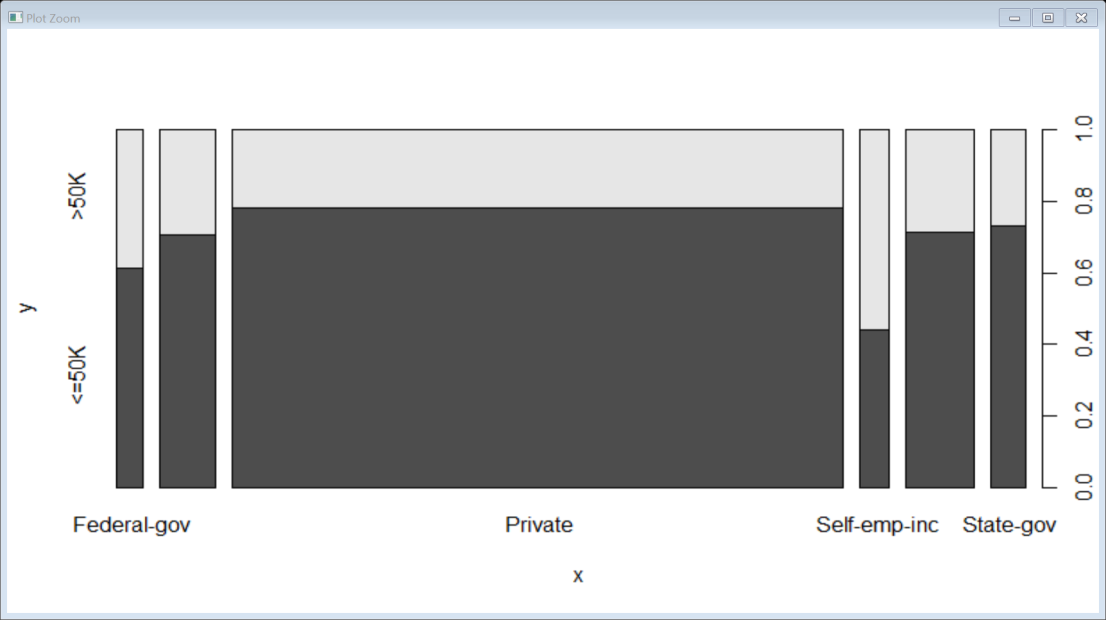 Plot Zoom
>50K
<=50K
y
1.0
0.8
0.6
0.4
0.2
0.0
Federal-gov Private Self-emp-inc State-gov
x